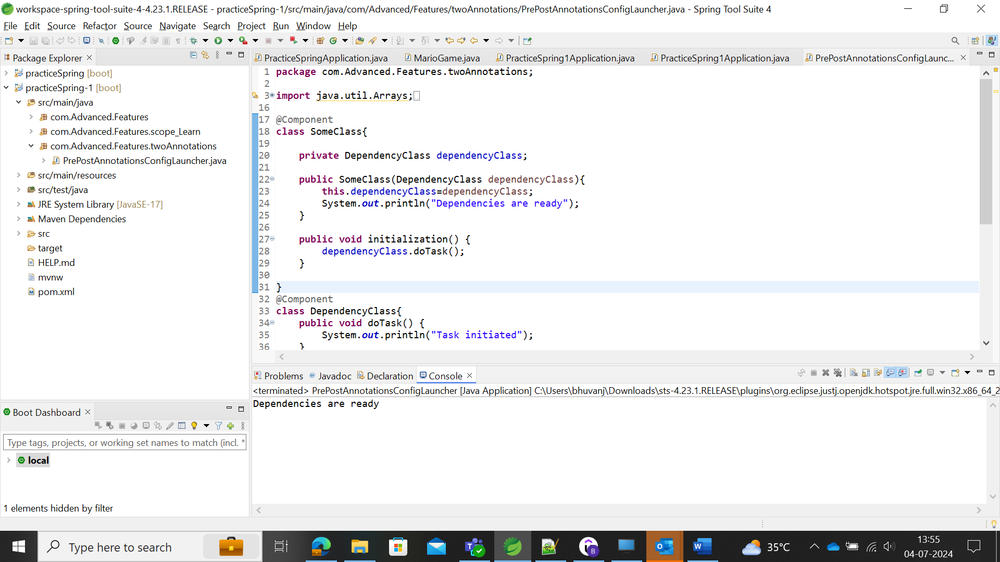 workspace-spring-tool-suite-4-4.23.1.RELEASE - practiceSpring-1/src/main/java/com/Advanced/Features/twoAnnotations/PrePostAnnotationsConfigLauncher.java - Spring Tool Suite 4
File Edit Source Refactor Source Navigate Search Project Run Window Help
Package Explorer
practiceSpring [boot]
practiceSpring-1 [boot]
src/main/java
com.Advanced.Features
com.Advanced.Features.scope_Learn
com.Advanced.Features.twoAnnotations
PrePostAnnotationsConfigLauncher.java
src/main/resources
src/test/java
JRE System Library [JavaSE-17]
Maven Dependencies
src
target
HELP.md
mvnw
pom.xml
PracticeSpringApplication.java MarioGame.java PracticeSpring1Application.java PracticeSpring1Application.java PrePostAnnotationsConfigLaunc...
1 package com.Advanced.Features.twoAnnotations;
2
3 import java.util.Arrays;
16
17 @Component
18 class SomeClass{
19
20 private DependencyClass dependencyClass;
21
22 public SomeClass(DependencyClass dependencyClass){
23 this.dependencyClass=dependencyClass;
24 System.out.println("Dependencies are ready");
25 }
26
27 public void initialization() {
28 dependencyClass.doTask();
29 }
30
31 }
32 @Component
33 class DependencyClass{
34 public void doTask() {
35 System.out.println("Task initiated");
36 }
Problems @ Javadoc Declaration Console
<terminated> PrePostAnnotationsConfigLauncher [Java Application] C:\Users\bhuvanj\Downloads\sts-4.23.1.RELEASE\plugins\org.eclipse.justj.openjdk.hotspot.jre.full.win32.x86_64_2
Dependencies are ready
Boot Dashboard
Type tags, projects, or working set names to match (incl. *
local
1 elements hidden by filter
Type here to search
35°C
13:55
04-07-2024